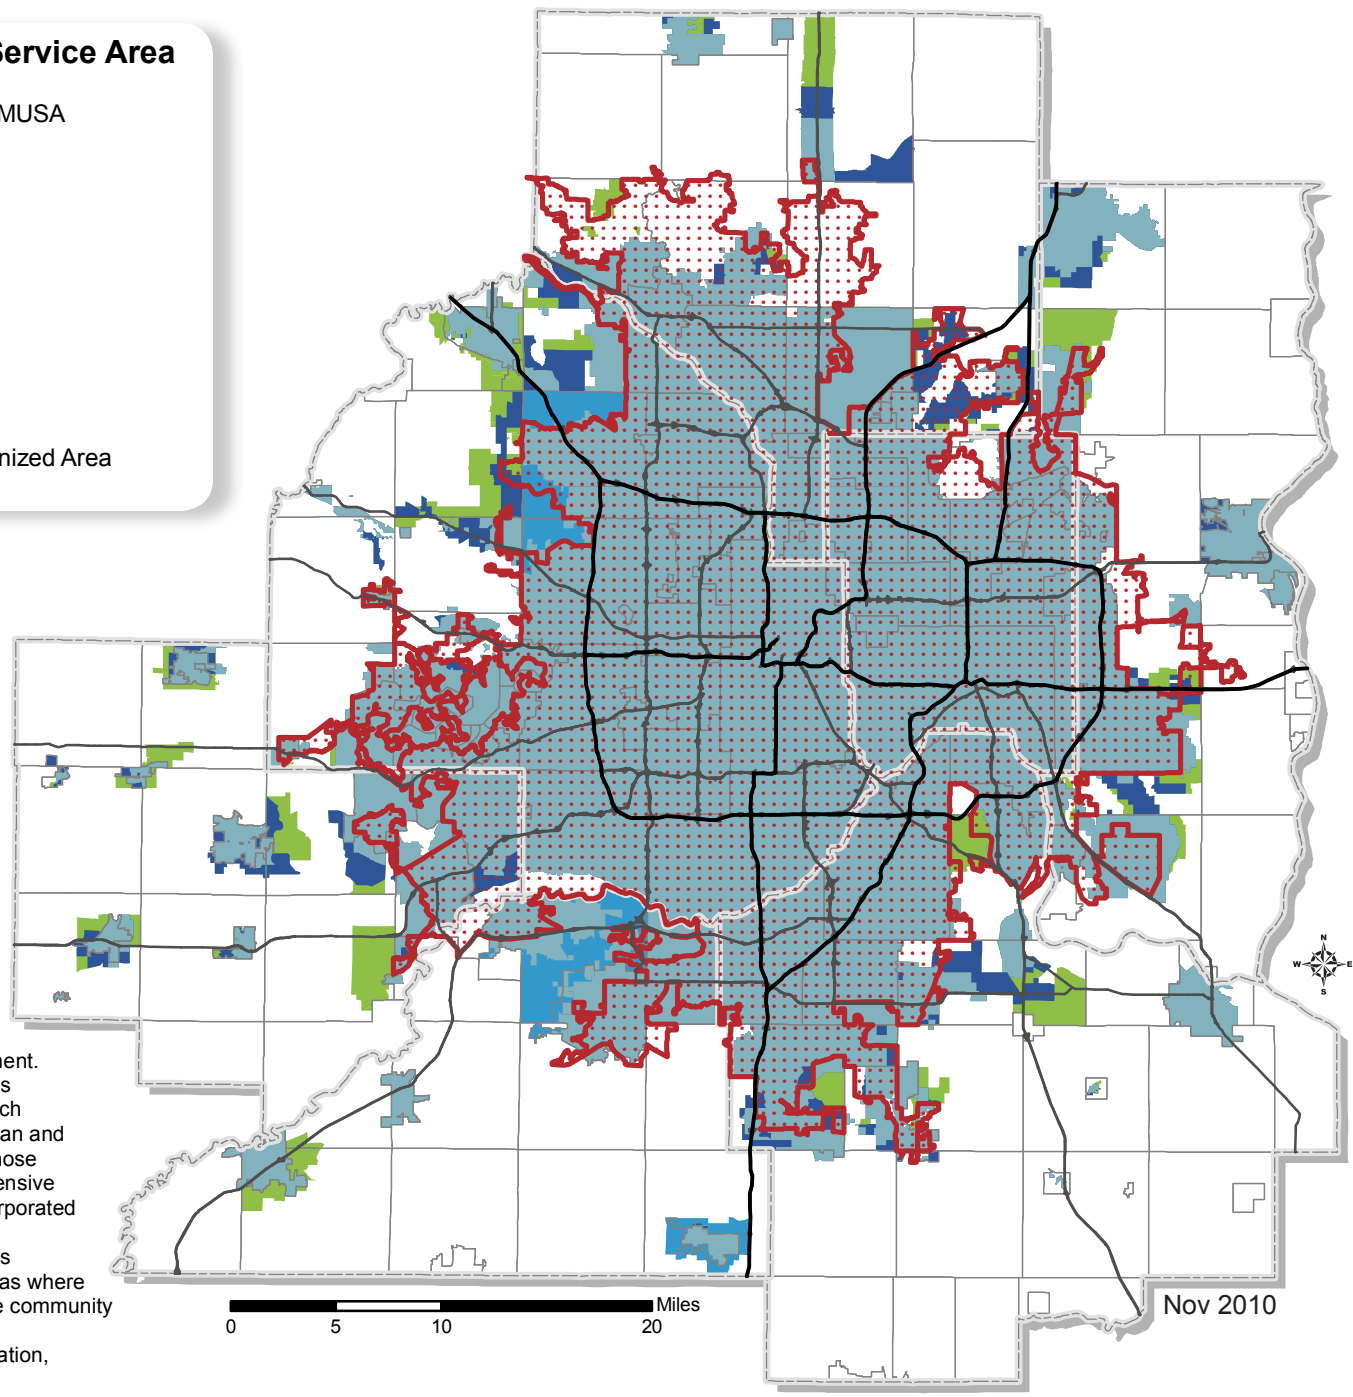 Service Area
MUSA
nized Area
N
W E
S
ment.
s
ch
an and
hose
ensive
rporated
s
as where
e community
ation,
Miles
0 5 10 20
Nov 2010